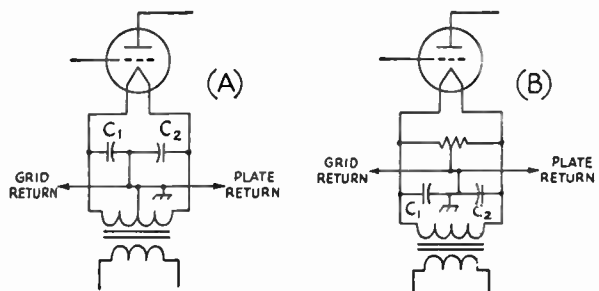 (A)
C1 C2
GRID RETURN
PLATE RETURN
(B)
GRID RETURN
PLATE RETURN
C1 C2